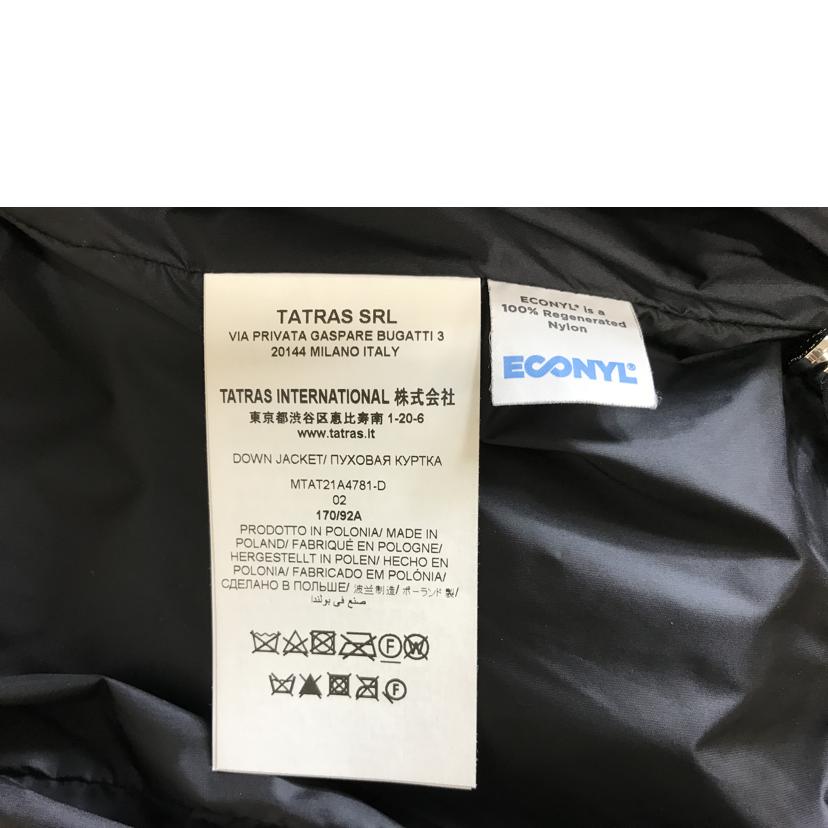 TATRAS SRL
VIA PRIVATA GASPARE BUGATTI 3
20144 MILANO ITALY
TATRAS INTERNATIONAL 株式会社
東京都渋谷区恵比寿南 1-20-6
www.tatras.it
DOWN JACKET/ ПУХОВАЯ КУРТКА
MTAT21A4781-D
02
170/92A
PRODOTTO IN POLONIA/ MADE IN
POLAND/ FABRIQUÉ EN POLOGNE/
HERGESTELLT IN POLEN/ HECHO EN
POLONIA/ FABRICADO EM POLÓNIA/
СДЕЛАНО В ПОЛЬШЕ/ 波兰制造/ ポーランド製/
صنع في بولندا
F W
F
ECONYL® is a
100% Regenerated
Nylon
ECONYL®